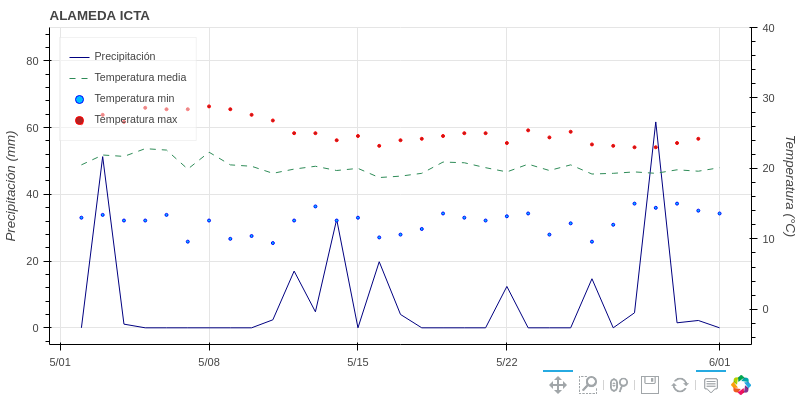 ALAMEDA ICTA
Precipitación
Temperatura media
Temperatura min
Temperatura max
Precipitación (mm)
80
60
40
20
0
Temperatura (°C)
40
30
20
10
0
5/01
5/08
5/15
5/22
6/01